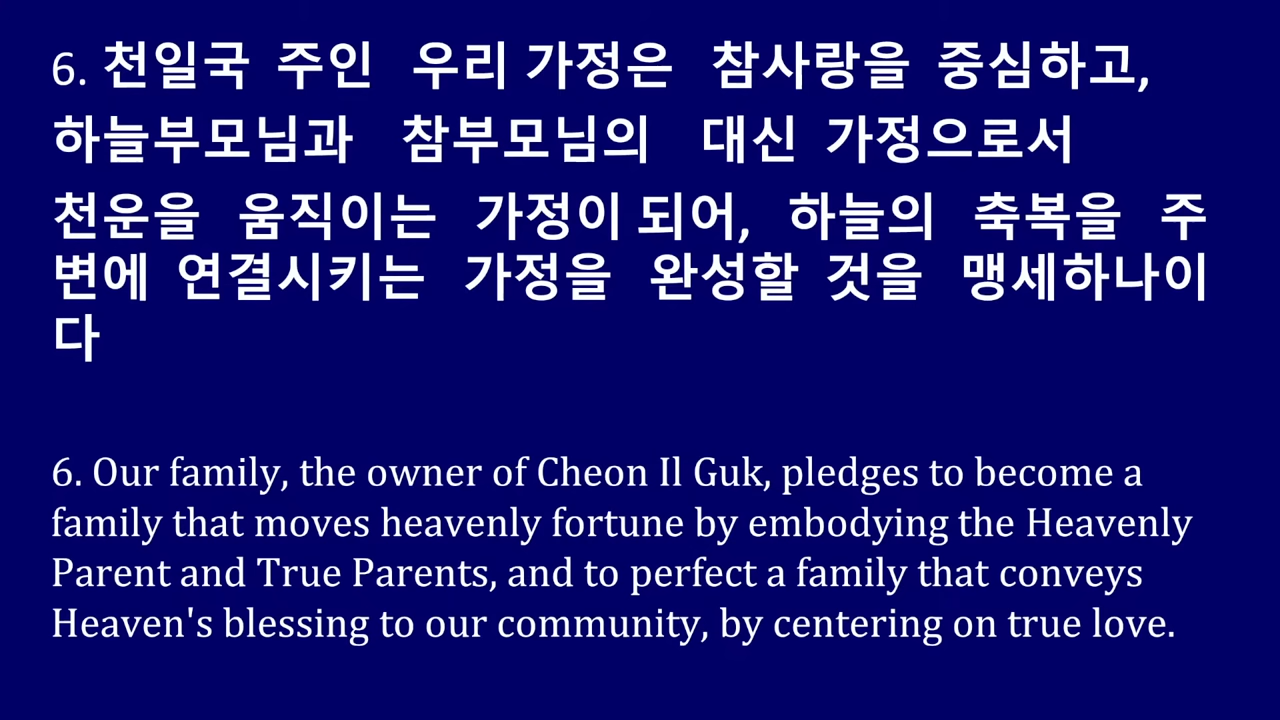 6. 천일국 주인 우리 가정은 참사랑을 중심하고,
하늘부모님과 참부모님의 대신 가정으로서
천운을 움직이는 가정이 되어, 하늘의 축복을 주
변에 연결시키는 가정을 완성할 것을 맹세하나이
다
6. Our family, the owner of Cheon Il Guk, pledges to become a
family that moves heavenly fortune by embodying the Heavenly
Parent and True Parents, and to perfect a family that conveys
Heaven's blessing to our community, by centering on true love.